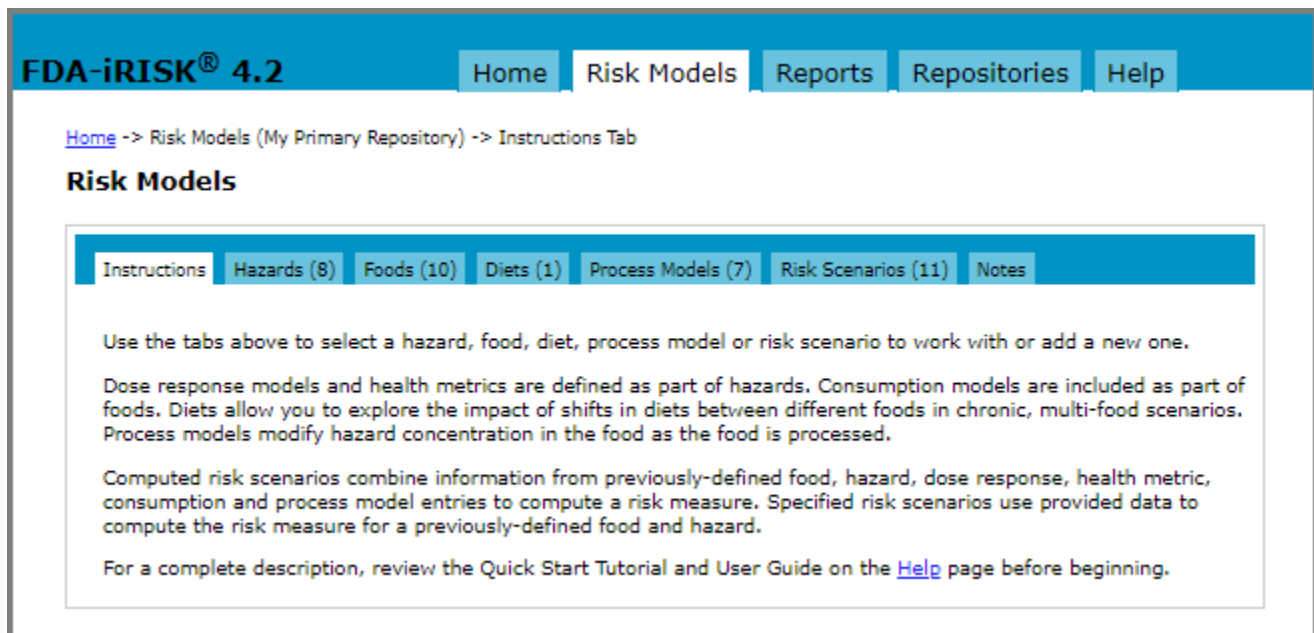 FDA-iRISK® 4.2
Home Risk Models Reports Repositories Help
Home -> Risk Models (My Primary Repository) -> Instructions Tab
Risk Models
Instructions Hazards (8) Foods (10) Diets (1) Process Models (7) Risk Scenarios (11) Notes
Use the tabs above to select a hazard, food, diet, process model or risk scenario to work with or add a new one.
Dose response models and health metrics are defined as part of hazards. Consumption models are included as part of
foods. Diets allow you to explore the impact of shifts in diets between different foods in chronic, multi-food scenarios.
Process models modify hazard concentration in the food as the food is processed.
Computed risk scenarios combine information from previously-defined food, hazard, dose response, health metric,
consumption and process model entries to compute a risk measure. Specified risk scenarios use provided data to
compute the risk measure for a previously-defined food and hazard.
For a complete description, review the Quick Start Tutorial and User Guide on the Help page before beginning.